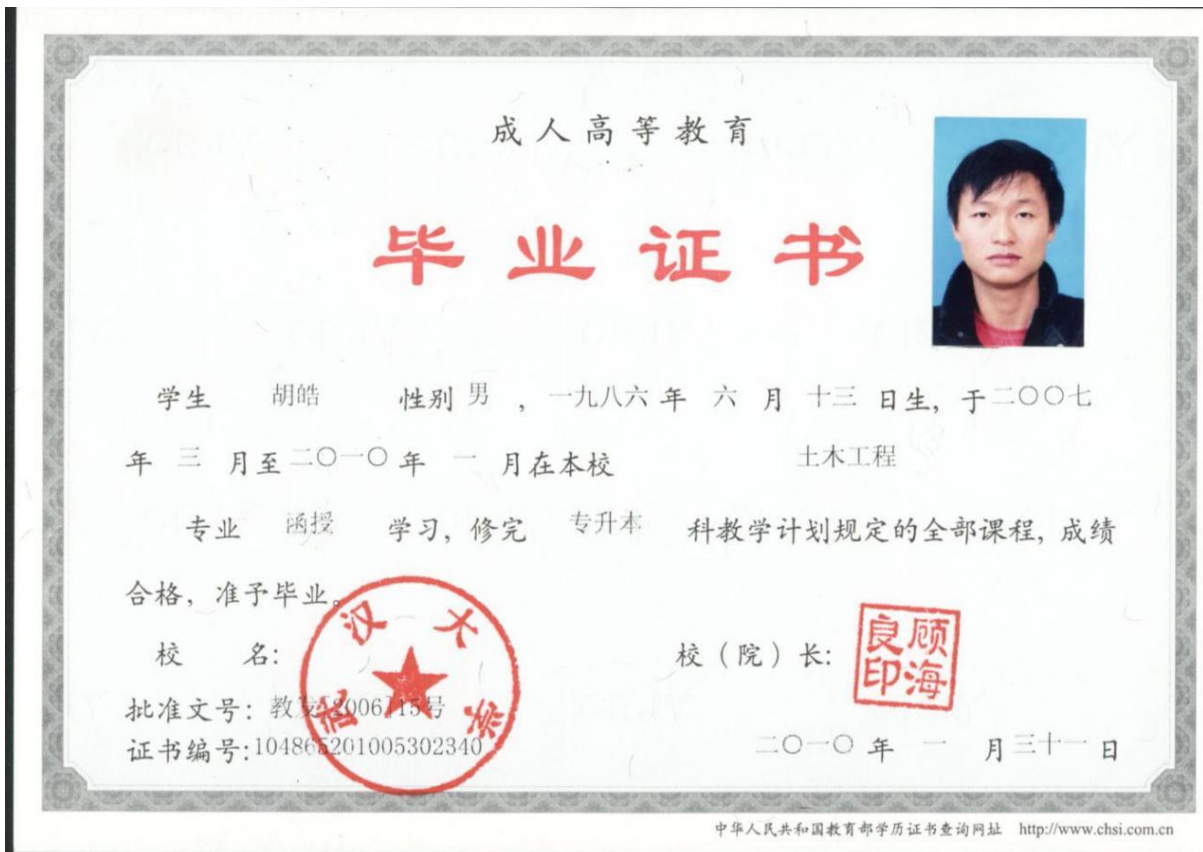 成人高等教育
毕业证书
学生 胡皓 性别 男 ，一九八六 年 六 月 十三 日生，于二〇〇七
年 三 月至二〇一〇年 一 月在本校 土木工程
专业 函授 学习，修完 专升本 科教学计划规定的全部课程，成绩
合格，准予毕业。
校 名：
武汉大学
校（院）长：
顾海良印
批准文号：教发[2006]15号
证书编号：104865201005302340
二〇一〇 年 一 月三十一日
中华人民共和国教育部学历证书查询网址 http://www.chsi.com.cn